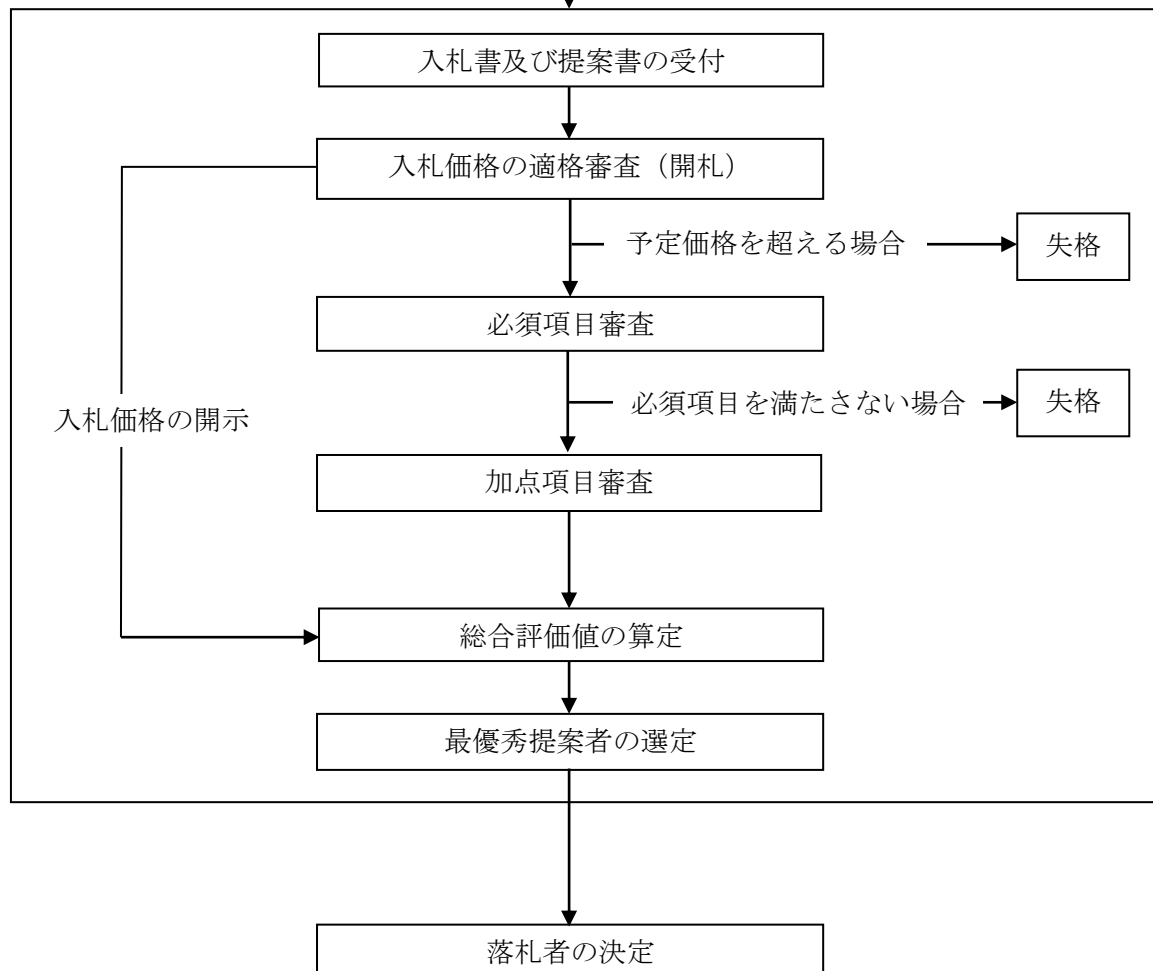 入札書及び提案書の受付
入札価格の適格審査（開札）
予定価格を超える場合
失格
必須項目審査
必須項目を満たさない場合
失格
入札価格の開示
加点項目審査
総合評価値の算定
最優秀提案者の選定
落札者の決定